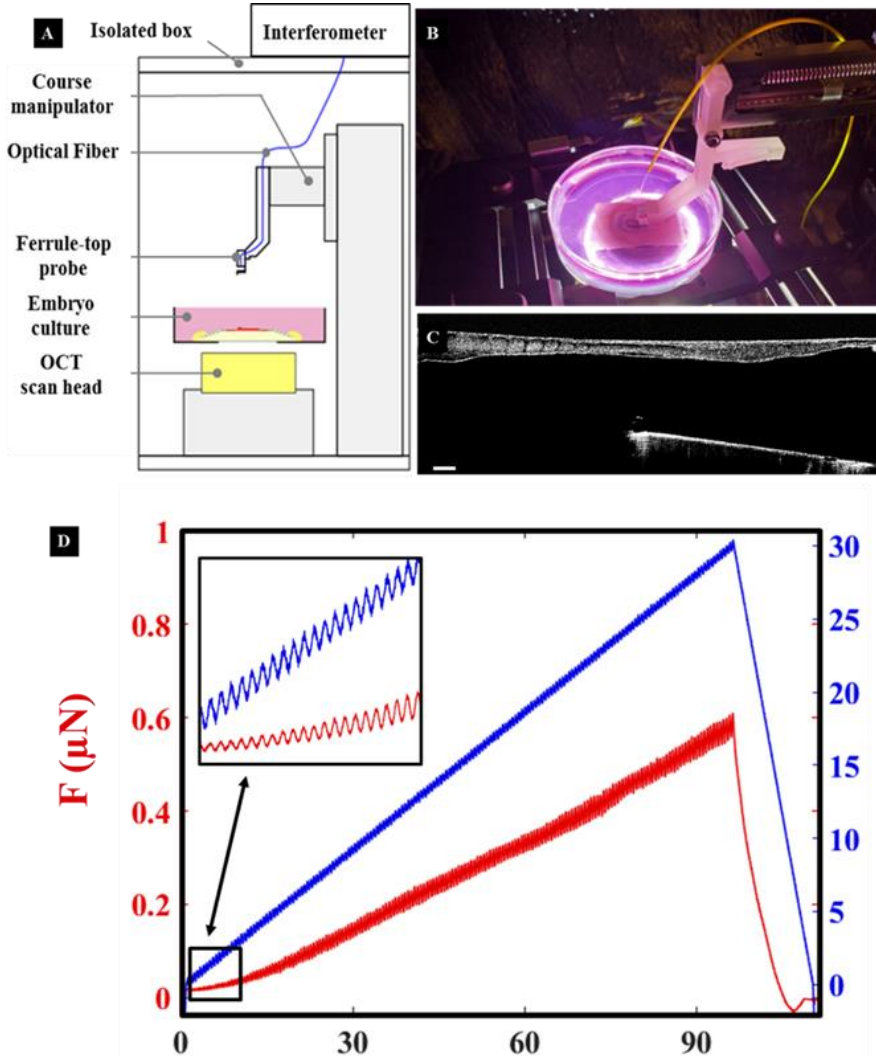 A
Isolated box
Interferometer
Course
manipulator
Optical Fiber
Ferrule-top
probe
Embryo
culture
OCT
scan head
B
C
D
F (μN)
1
0.8
0.6
0.4
0.2
0
30
25
20
15
10
5
0
0
30
60
90